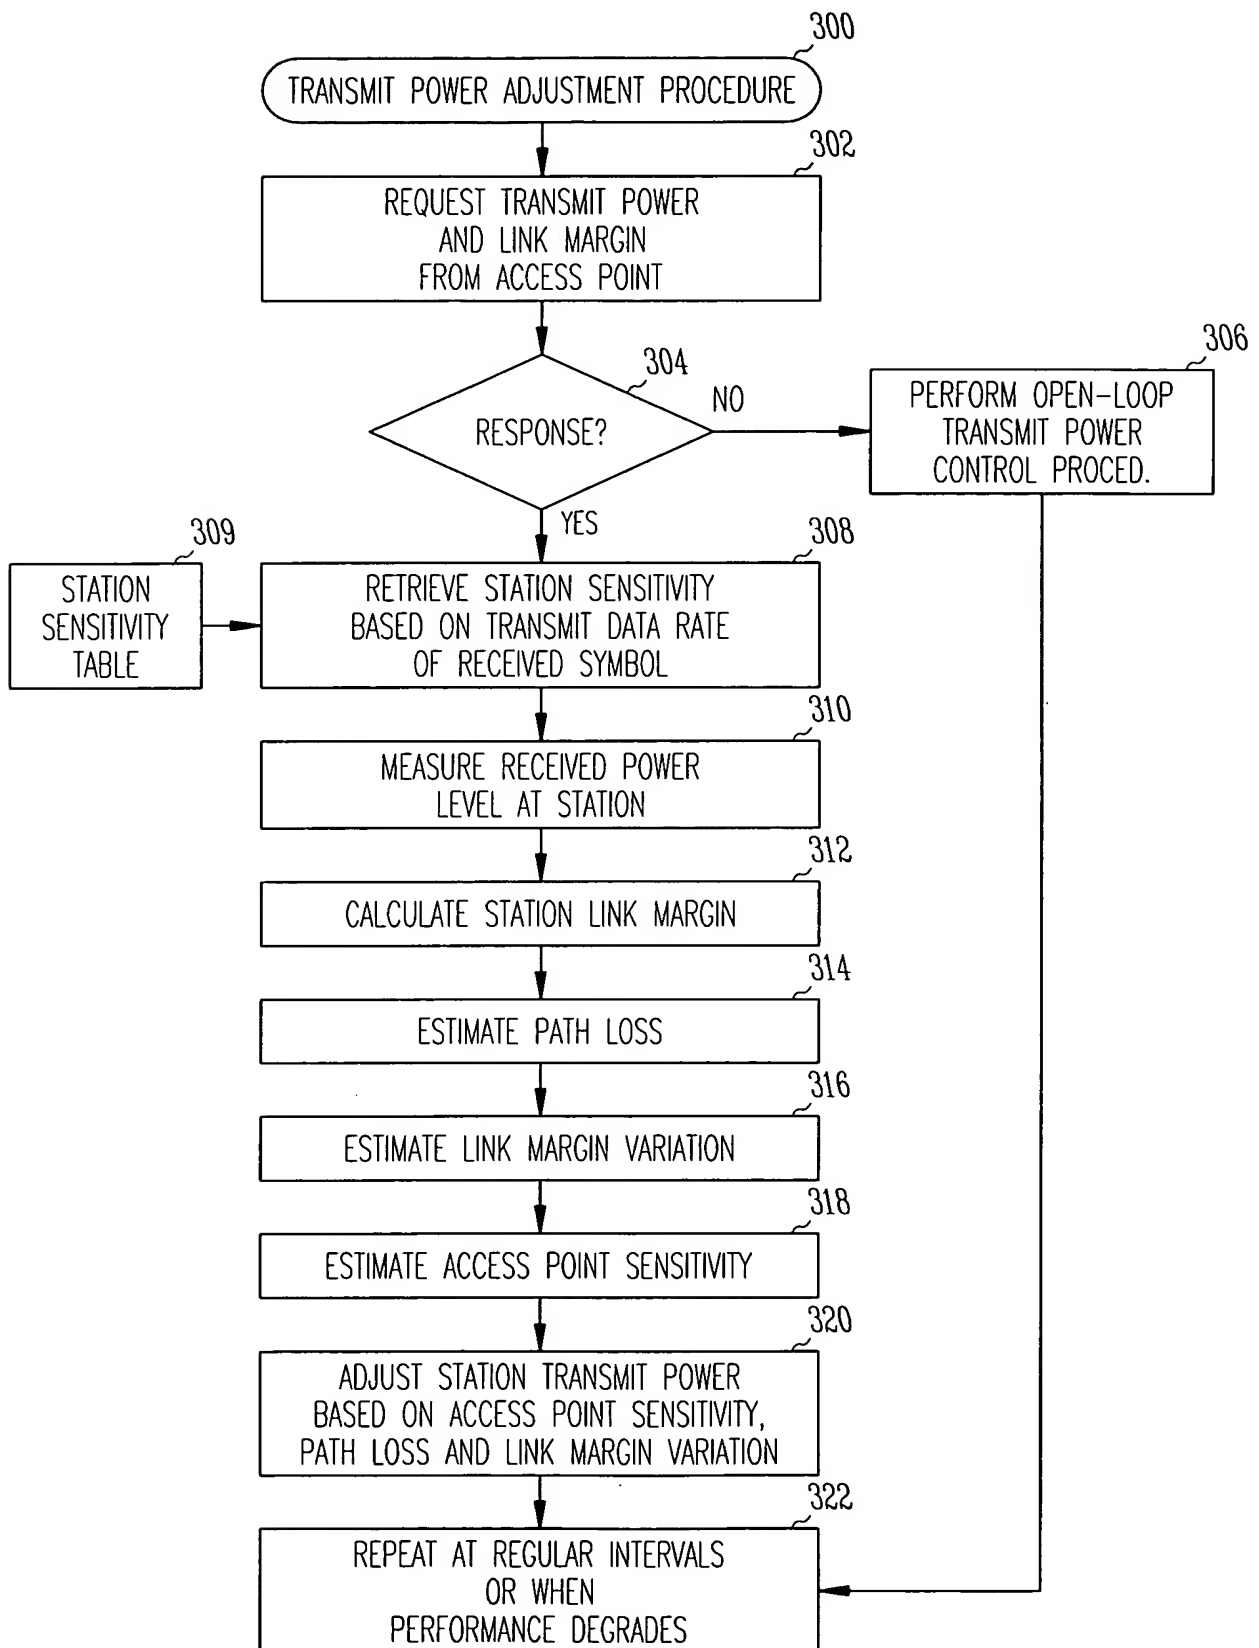 300
TRANSMIT POWER ADJUSTMENT PROCEDURE
302
REQUEST TRANSMIT POWER
AND LINK MARGIN
FROM ACCESS POINT
304
RESPONSE?
NO
306
PERFORM OPEN-LOOP
TRANSMIT POWER
CONTROL PROCED.
YES
309
STATION
SENSITIVITY
TABLE
308
RETRIEVE STATION SENSITIVITY
BASED ON TRANSMIT DATA RATE
OF RECEIVED SYMBOL
310
MEASURE RECEIVED POWER
LEVEL AT STATION
312
CALCULATE STATION LINK MARGIN
314
ESTIMATE PATH LOSS
316
ESTIMATE LINK MARGIN VARIATION
318
ESTIMATE ACCESS POINT SENSITIVITY
320
ADJUST STATION TRANSMIT POWER
BASED ON ACCESS POINT SENSITIVITY,
PATH LOSS AND LINK MARGIN VARIATION
322
REPEAT AT REGULAR INTERVALS
OR WHEN
PERFORMANCE DEGRADES